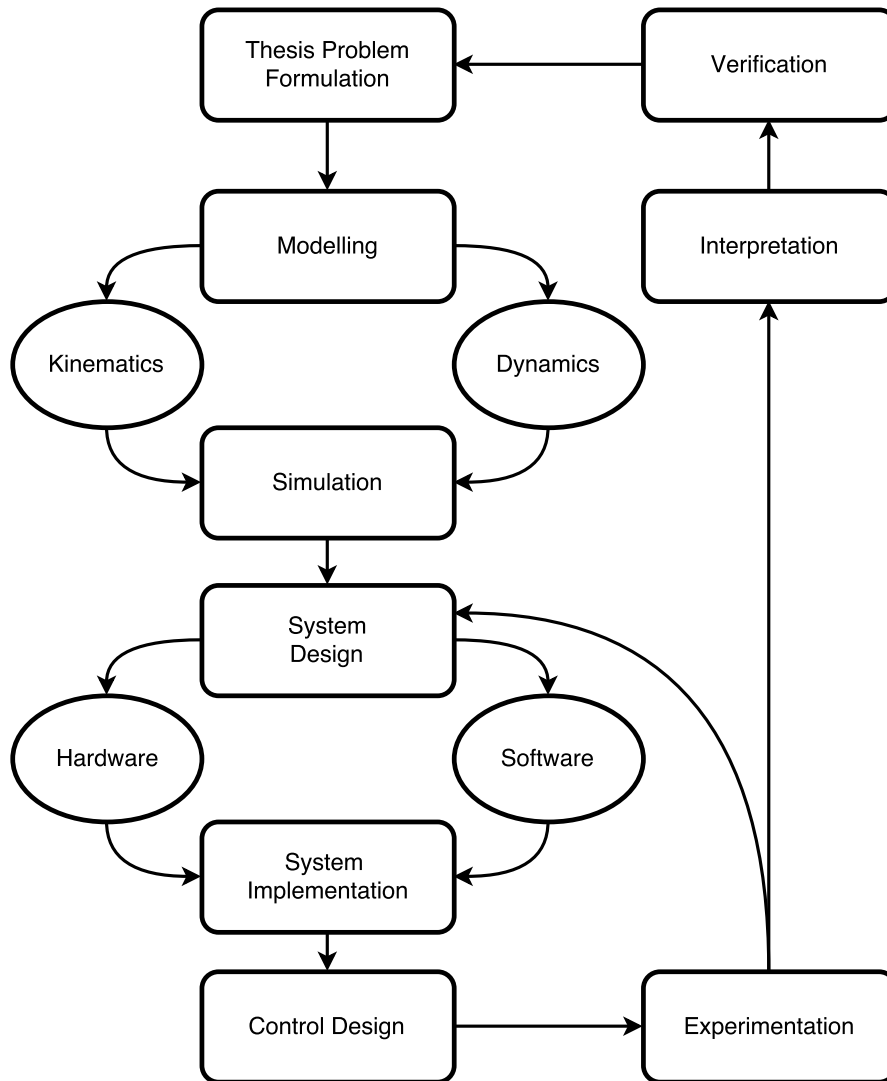 Thesis Problem
Formulation
Verification
Modelling
Interpretation
Kinematics
Dynamics
Simulation
System
Design
Hardware
Software
System
Implementation
Control Design
Experimentation